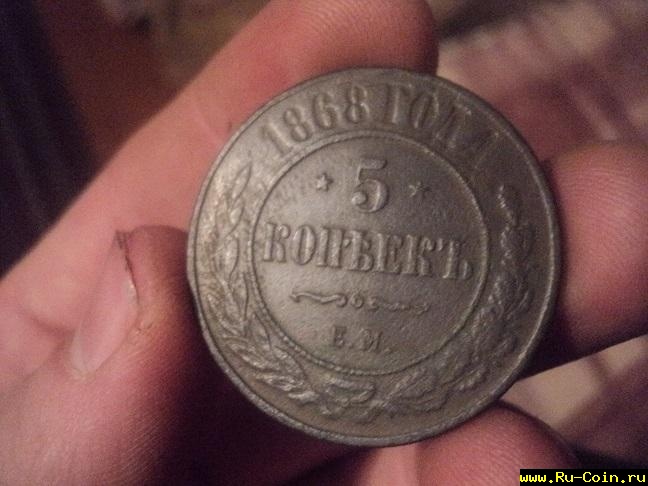 1868 ГОДА
* 5 *
КОПѢЕКЪ
Е.М.
www.Ru-Coin.ru